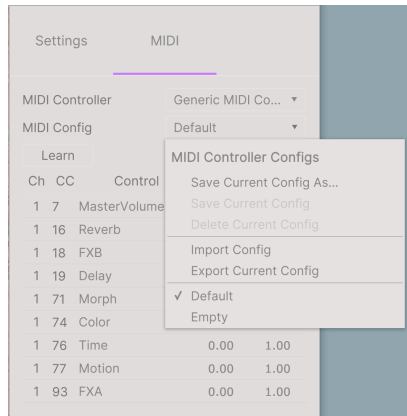 Settings MIDI
MIDI Controller Generic MIDI Co... ▼
MIDI Config Default ▼
Learn
MIDI Controller Configs
Save Current Config As...
Save Current Config
Delete Current Config
Import Config
Export Current Config
✓ Default
Empty
Ch CC Control
1 7 MasterVolume
1 16 Reverb
1 18 FXB
1 19 Delay
1 71 Morph
1 74 Color
1 76 Time 0.00 1.00
1 77 Motion 0.00 1.00
1 93 FXA 0.00 1.00